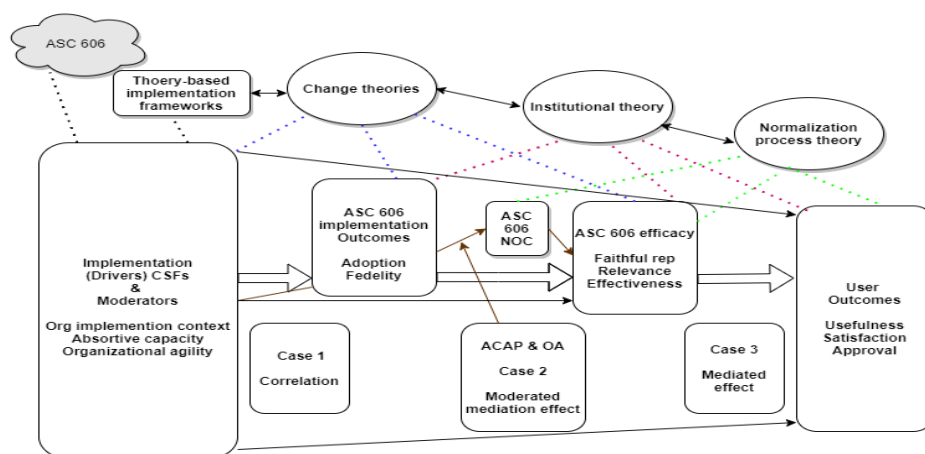 ASC 606
Thoery-based
implementation
frameworks
Change theories
Institutional theory
Normalization
process theory
Implementation
(Drivers) CSFs
&
Moderators
Org implemention context
Absortive capacity
Organizational agility
ASC 606
implementation
Outcomes
Adoption
Fedelity
ASC
606
NOC
ASC 606 efficacy
Faithful rep
Relevance
Effectiveness
User
Outcomes
Usefulness
Satisfaction
Approval
Case 1
Correlation
ACAP & OA
Case 2
Moderated
mediation effect
Case 3
Mediated
effect